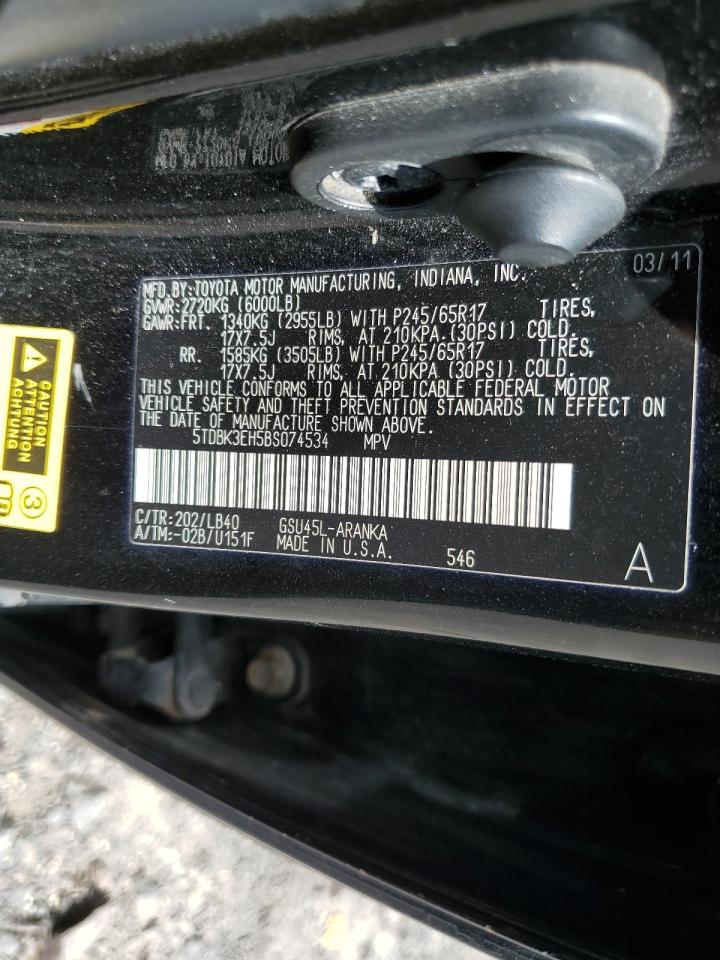 03/11
MFD.BY:TOYOTA MOTOR MANUFACTURING, INDIANA, INC.
GVWR:2720KG (6000LB)
GAWR:FRT. 1340KG (2955LB) WITH P245/65R17 TIRES,
17X7.5J RIMS, AT 210KPA.(30PSI) COLD.
RR. 1585KG (3505LB) WITH P245/65R17 TIRES,
17X7.5J RIMS, AT 210KPA.(30PSI) COLD.
THIS VEHICLE CONFORMS TO ALL APPLICABLE FEDERAL MOTOR
VEHICLE SAFETY AND THEFT PREVENTION STANDARDS IN EFFECT ON
THE DATE OF MANUFACTURE SHOWN ABOVE.
5TDBK3EH5BS074534 MPV
C/TR:202/LB40 GSU45L-ARANKA
A/TM:-02B/U151F MADE IN U.S.A. 546 A
CAUTION
ATTENTION
ACHTUNG
3